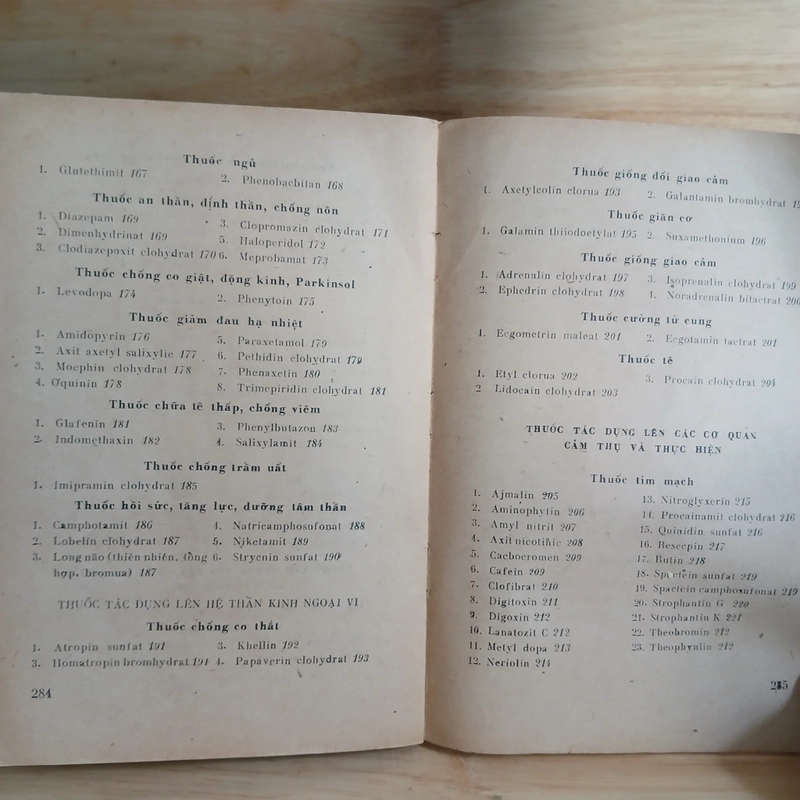 Thuốc ngủ
1. Glutethimit 167 2. Phenobacbitan 168
Thuốc an thần, định thần, chống nôn
1. Diazepam 169 3. Clopromazin clohydrat 171
2. Dimenhydrinat 169 5. Haloperidol 172
3. Clodiazepoxit clohydrat 170 6. Meprobamat 173
Thuốc chống co giật, động kinh, Parkinsol
1. Levodopa 174 2. Phenytoin 175
Thuốc giảm đau hạ nhiệt
1. Amidopyrin 176 5. Paraxetamol 179
2. Axit axetyl salixylic 177 6. Pethidin clohydrat 179
3. Mocphin clohydrat 178 7. Phenaxetin 180
4. Oquinin 178 8. Trimepiridin clohydrat 181
Thuốc chữa tê thấp, chống viêm
1. Glafenin 181 3. Phenylbutazon 183
2. Indomethaxin 182 4. Salixylamit 184
Thuốc chống trầm uất
1. Imipramin clohydrat 185
Thuốc hồi sức, tăng lực, dưỡng tâm thần
1. Camphotamit 186 4. Natricamphosufonat 188
2. Lobelin clohydrat 187 5. Niketamit 189
3. Long não (thiên nhiên, tổng 6. Strycnin sunfat 190
hợp, bromua) 187
THUỐC TÁC DỤNG LÊN HỆ THẦN KINH NGOẠI VI
Thuốc chống co thắt
1. Atropin sunfat 191 3. Khellin 192
3. Homatropin bromhydrat 191 4. Papaverin clohydrat 193
284
Thuốc giống đối giao cảm
1. Axetylcolin clorua 193 2. Galantamin bromhydrat
Thuốc giãn cơ
1. Galamin thiiodoetylat 195 2. Suxamethonium 196
Thuốc giống giao cảm
1. Adrenalin clohydrat 197 3. Isoprenalin clohydrat 199
2. Ephedrin clohydrat 198 4. Noradrenalin bitactrat 200
Thuốc cường tử cung
1. Ecgometrin maleat 201 2. Ecgotamin tactrat 201
Thuốc tê
1. Etyl clorua 202 3. Procain clohydrat 204
2 Lidocain clohydrat 203
THUỐC TÁC DỤNG LÊN CÁC CƠ QUAN
CẢM THỤ VÀ THỰC HIỆN
Thuốc tim mạch
1. Ajmalin 205 13. Nitroglyxerin 215
2. Aminophylin 206 14. Procainamit clohydrat 216
3. Amyl nitrit 207 15. Quinidin sunfat 216
4. Axit nicotinic 208 16. Resecpin 217
5. Cacbocromen 209 17. Rutin 218
6. Cafein 209 18. Spactein sunfat 219
7. Clofibrat 210 19. Spactein camphosufonat 219
8. Digitoxin 211 20. Strophantin G 220
9. Digoxin 212 21. Strophantin K 221
10. Lanatozit C 212 22. Theobromin 212
11. Metyl dopa 213 23. Theophynlin 212
12. Neriolin 214
285